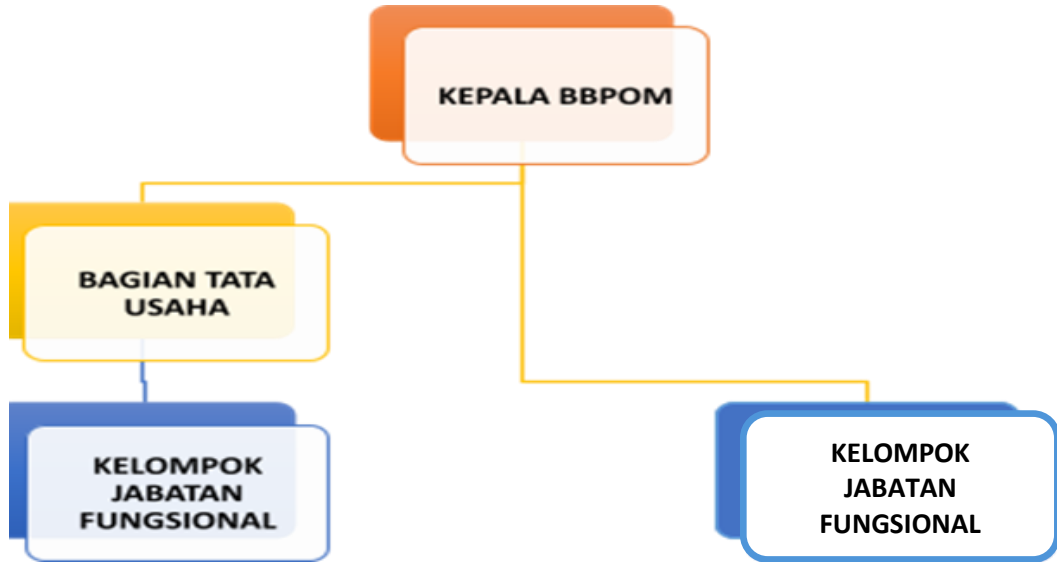 KEPALA BBPOM
BAGIAN TATA
USAHA
KELOMPOK
JABATAN
FUNGSIONAL
KELOMPOK
JABATAN
FUNGSIONAL